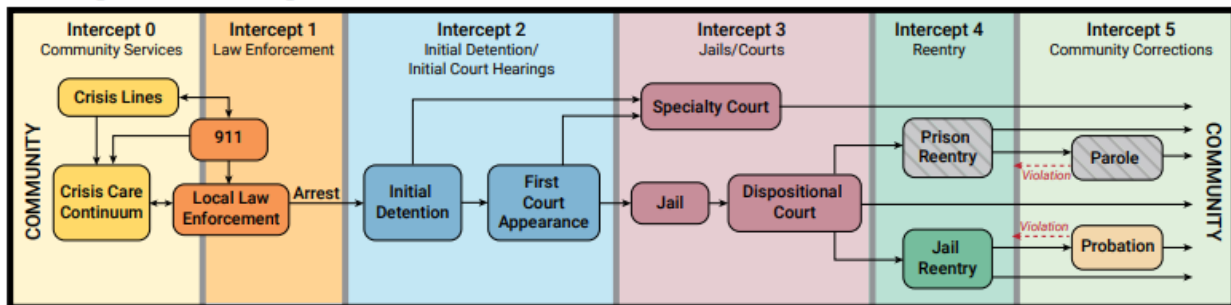 Intercept 0
Community Services
Intercept 1
Law Enforcement
Intercept 2
Initial Detention/
Initial Court Hearings
Intercept 3
Jails/Courts
Intercept 4
Reentry
Intercept 5
Community Corrections
COMMUNITY
Crisis Lines
911
Crisis Care
Continuum
Local Law
Enforcement
Arrest
Initial
Detention
First
Court
Appearance
Specialty Court
Jail
Dispositional
Court
Prison
Reentry
Violation
Parole
Jail
Reentry
Violation
Probation
COMMUNITY